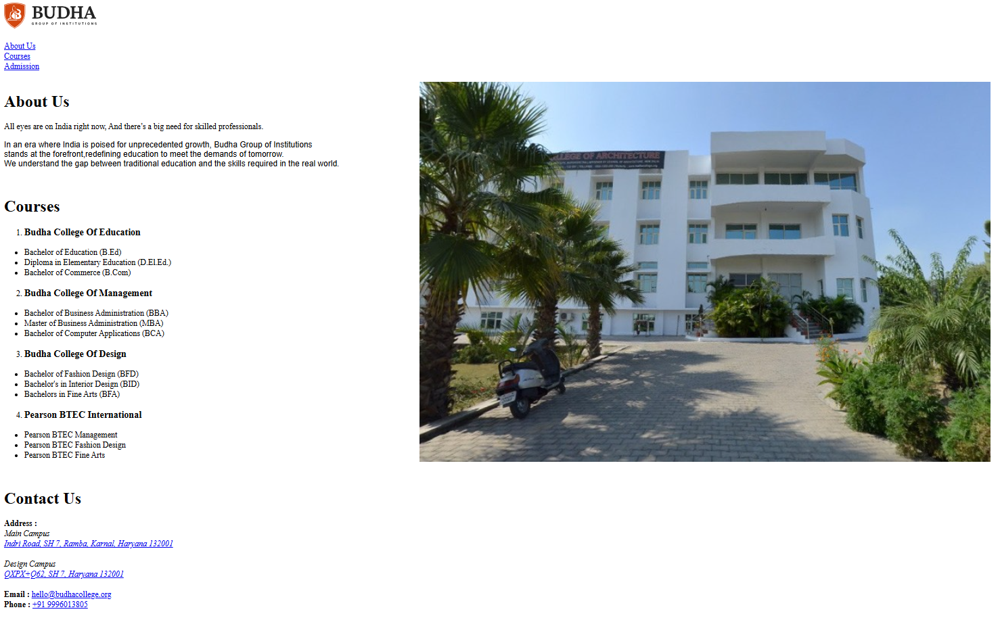 BUDHA
GROUP OF INSTITUTIONS
About Us
Courses
Admission
About Us
All eyes are on India right now, And there's a big need for skilled professionals.
In an era where India is poised for unprecedented growth, Budha Group of Institutions
stands at the forefront,redefining education to meet the demands of tomorrow.
We understand the gap between traditional education and the skills required in the real world.
COLLEGE OF ARCHITECTURE
Courses
1. Budha College Of Education
• Bachelor of Education (B.Ed)
• Diploma in Elementary Education (D.El.Ed.)
• Bachelor of Commerce (B.Com)
2. Budha College Of Management
• Bachelor of Business Administration (BBA)
• Master of Business Administration (MBA)
• Bachelor of Computer Applications (BCA)
3. Budha College Of Design
• Bachelor of Fashion Design (BFD)
• Bachelor's in Interior Design (BID)
• Bachelors in Fine Arts (BFA)
4. Pearson BTEC International
• Pearson BTEC Management
• Pearson BTEC Fashion Design
• Pearson BTEC Fine Arts
Contact Us
Address :
Main Campus
Indri Road, SH 7, Ramba, Karnal, Haryana 132001
Design Campus
QXPX+Q62, SH 7, Haryana 132001
Email : hello@budhacollege.org
Phone : +91 9996013805